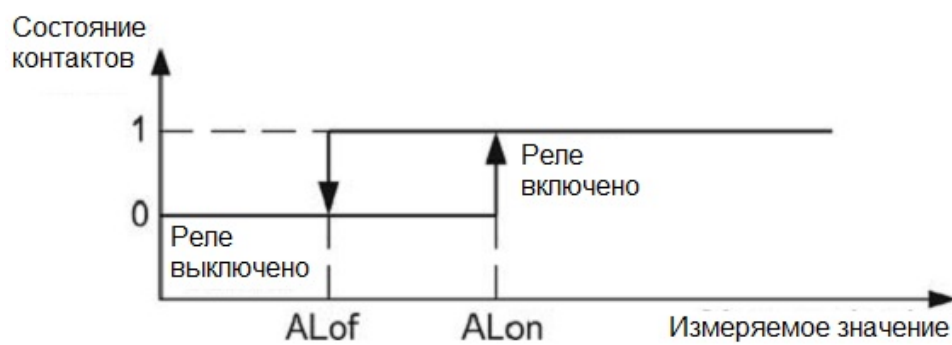 Состояние
контактов
1
Реле
включено
0
Реле
выключено
ALof
ALon
Измеряемое значение